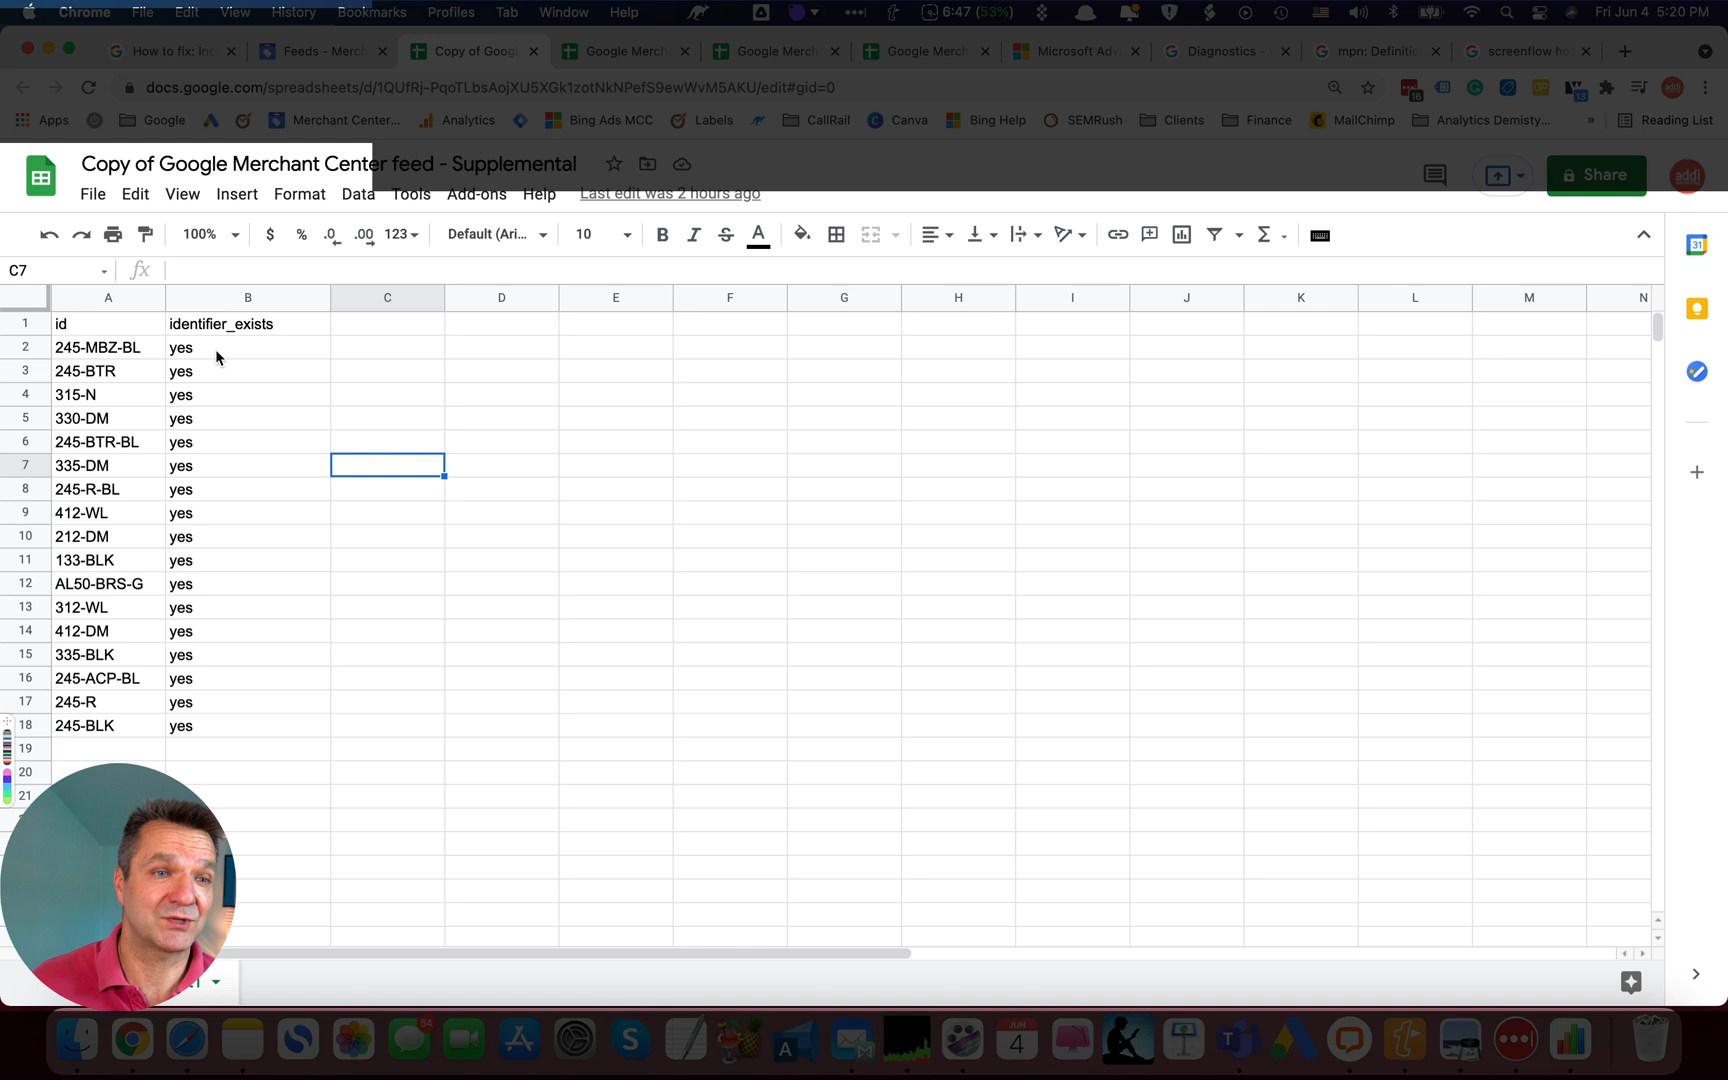 Chrome File Edit View History Bookmarks Profiles Tab Window Help 6:47 (53%) Fri Jun 4 5:20 PM
How to fix: Inc Feeds - Merch Copy of Googl Google Merch Google Merch Google Merch Microsoft Adv Diagnostics - mpn: Definitio screenflow ho
docs.google.com/spreadsheets/d/1QUfRj-PqoTLbsAojXU5XGk1zotNkNPefS9ewWvM5AKU/edit#gid=0 16 13 addl
Apps Google Merchant Center... Analytics Bing Ads MCC Labels CallRail Canva Bing Help SEMRush Clients Finance MailChimp Analytics Demisty... » Reading List
Copy of Google Merchant Center feed - Supplemental
Share addl
File Edit View Insert Format Data Tools Add-ons Help Last edit was 2 hours ago
100% $ % .0 .00 123 Default (Ari... 10 B I S A Σ 31
C7 fx
A B C D E F G H I J K L M N
1 id identifier_exists
2 245-MBZ-BL yes
3 245-BTR yes
4 315-N yes
5 330-DM yes
6 245-BTR-BL yes
7 335-DM yes
8 245-R-BL yes
9 412-WL yes
10 212-DM yes
11 133-BLK yes
12 AL50-BRS-G yes
13 312-WL yes
14 412-DM yes
15 335-BLK yes
16 245-ACP-BL yes
17 245-R yes
18 245-BLK yes
19
20
21
54 JUN
4